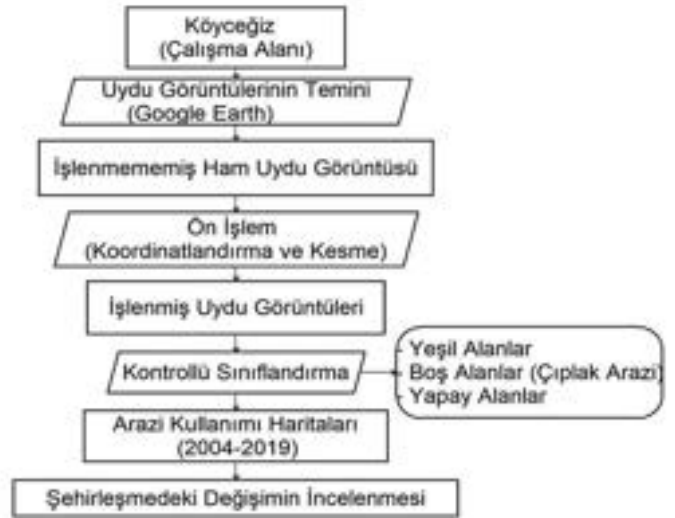 Köyceğiz
(Çalışma Alanı)
Uydu Görüntülerinin Temini
(Google Earth)
İşlenmememiş Ham Uydu Görüntüsü
Ön İşlem
(Koordinatlandırma ve Kesme)
İşlenmiş Uydu Görüntüleri
Kontrollü Sınıflandırma
- Yeşil Alanlar
- Boş Alanlar (Çıplak Arazi)
- Yapay Alanlar
Arazi Kullanımı Haritaları
(2004-2019)
Şehirleşmedeki Değişimin İncelenmesi